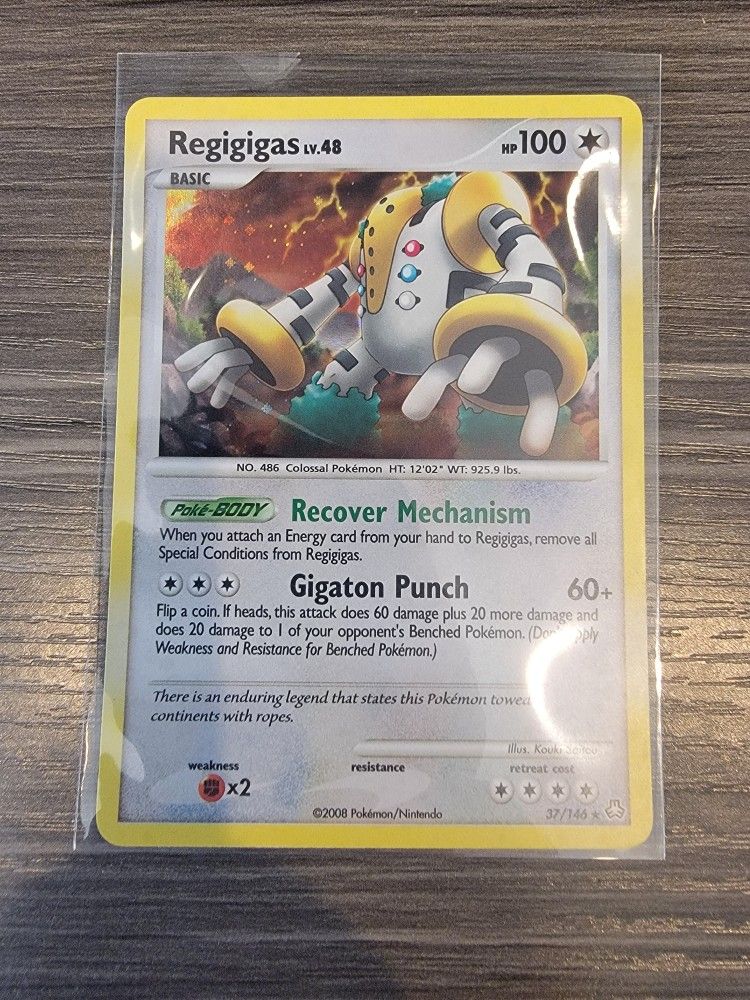 Regigigas LV.48 HP 100
BASIC
NO. 486 Colossal Pokémon HT: 12'02" WT: 925.9 lbs.
Poké-BODY Recover Mechanism
When you attach an Energy card from your hand to Regigigas, remove all
Special Conditions from Regigigas.
Gigaton Punch 60+
Flip a coin. If heads, this attack does 60 damage plus 20 more damage and
does 20 damage to 1 of your opponent's Benched Pokémon. (Don't apply
Weakness and Resistance for Benched Pokémon.)
There is an enduring legend that states this Pokémon towed
continents with ropes.
Illus. Kouki Saitou
weakness resistance retreat cost
x2
©2008 Pokémon/Nintendo 37/146 ★